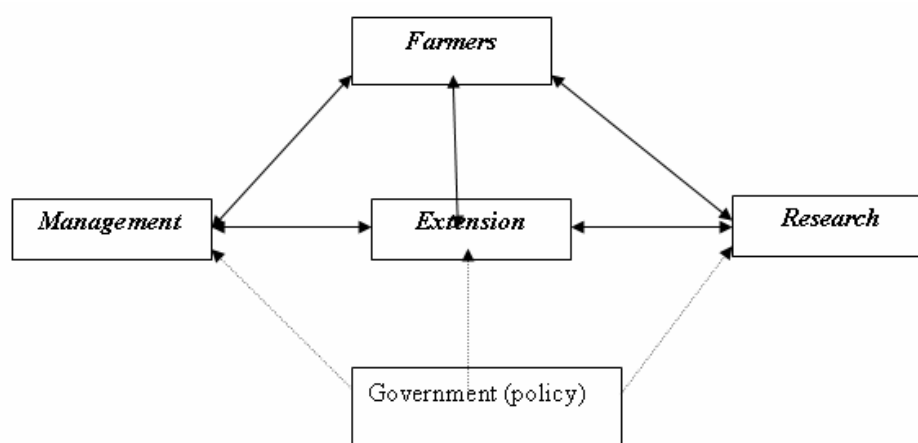 Farmers
Management
Extension
Research
Government (policy)